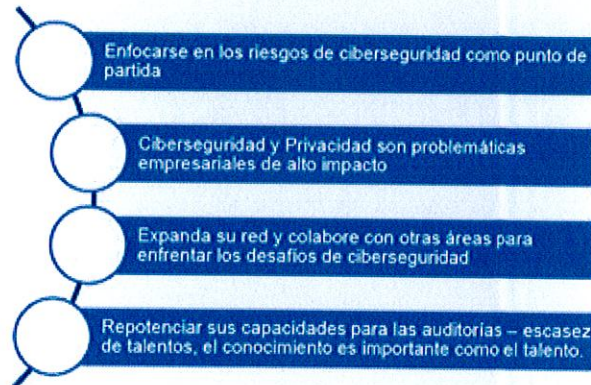 Enfocarse en los riesgos de ciberseguridad como punto de
partida
Ciberseguridad y Privacidad son problemáticas
empresariales de alto impacto
Expanda su red y colabore con otras áreas para
enfrentar los desafíos de ciberseguridad
Repotenciar sus capacidades para las auditorías – escasez
de talentos, el conocimiento es importante como el talento.